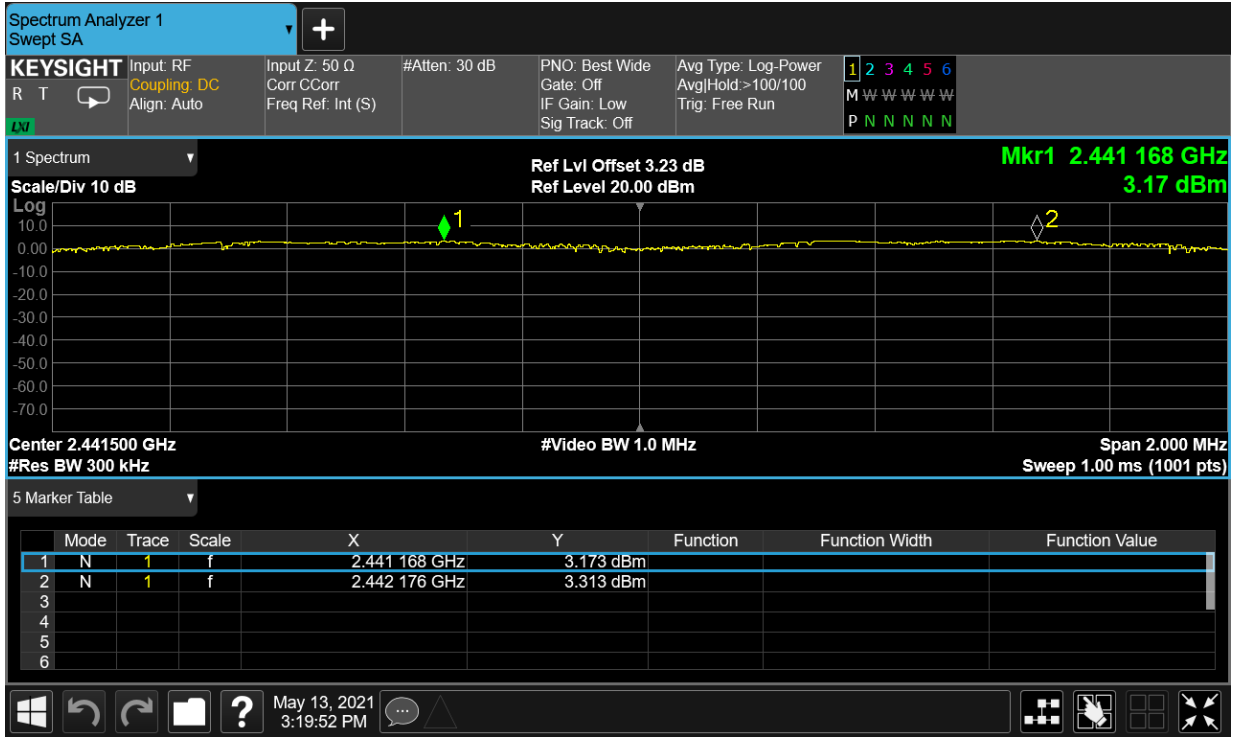 Spectrum Analyzer 1
Swept SA
+
KEYSIGHT
R T
LXI
Input: RF
Coupling: DC
Align: Auto
Input Z: 50 Ω
Corr CCorr
Freq Ref: Int (S)
#Atten: 30 dB
PNO: Best Wide
Gate: Off
IF Gain: Low
Sig Track: Off
Avg Type: Log-Power
Avg|Hold:>100/100
Trig: Free Run
1 2 3 4 5 6
M W W W W W
P N N N N N
1 Spectrum
Scale/Div 10 dB
Ref Lvl Offset 3.23 dB
Ref Level 20.00 dBm
Mkr1 2.441 168 GHz
3.17 dBm
Log
10.0
0.00
-10.0
-20.0
-30.0
-40.0
-50.0
-60.0
-70.0
1
2
Center 2.441500 GHz
#Video BW 1.0 MHz
Span 2.000 MHz
#Res BW 300 kHz
Sweep 1.00 ms (1001 pts)
5 Marker Table
Mode Trace Scale X Y Function Function Width Function Value
1 N 1 f 2.441 168 GHz 3.173 dBm
2 N 1 f 2.442 176 GHz 3.313 dBm
3
4
5
6
?
May 13, 2021
3:19:52 PM